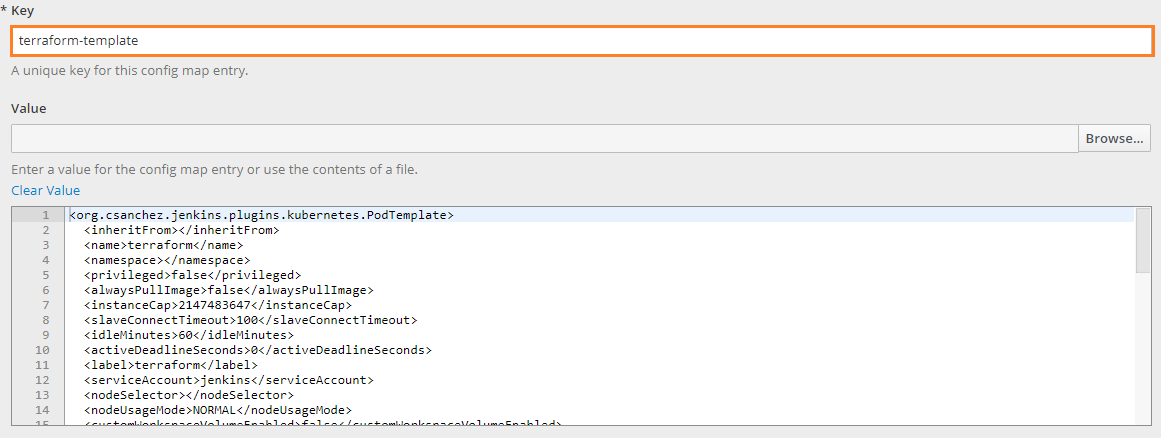 * Key
terraform-template
A unique key for this config map entry.
Value
Browse...
Enter a value for the config map entry or use the contents of a file.
Clear Value
1 <org.csanchez.jenkins.plugins.kubernetes.PodTemplate>
2 <inheritFrom></inheritFrom>
3 <name>terraform</name>
4 <namespace></namespace>
5 <privileged>false</privileged>
6 <alwaysPullImage>false</alwaysPullImage>
7 <instanceCap>2147483647</instanceCap>
8 <slaveConnectTimeout>100</slaveConnectTimeout>
9 <idleMinutes>60</idleMinutes>
10 <activeDeadlineSeconds>0</activeDeadlineSeconds>
11 <label>terraform</label>
12 <serviceAccount>jenkins</serviceAccount>
13 <nodeSelector></nodeSelector>
14 <nodeUsageMode>NORMAL</nodeUsageMode>
15 <customWorkspaceVolumeEnabled>false</customWorkspaceVolumeEnabled>